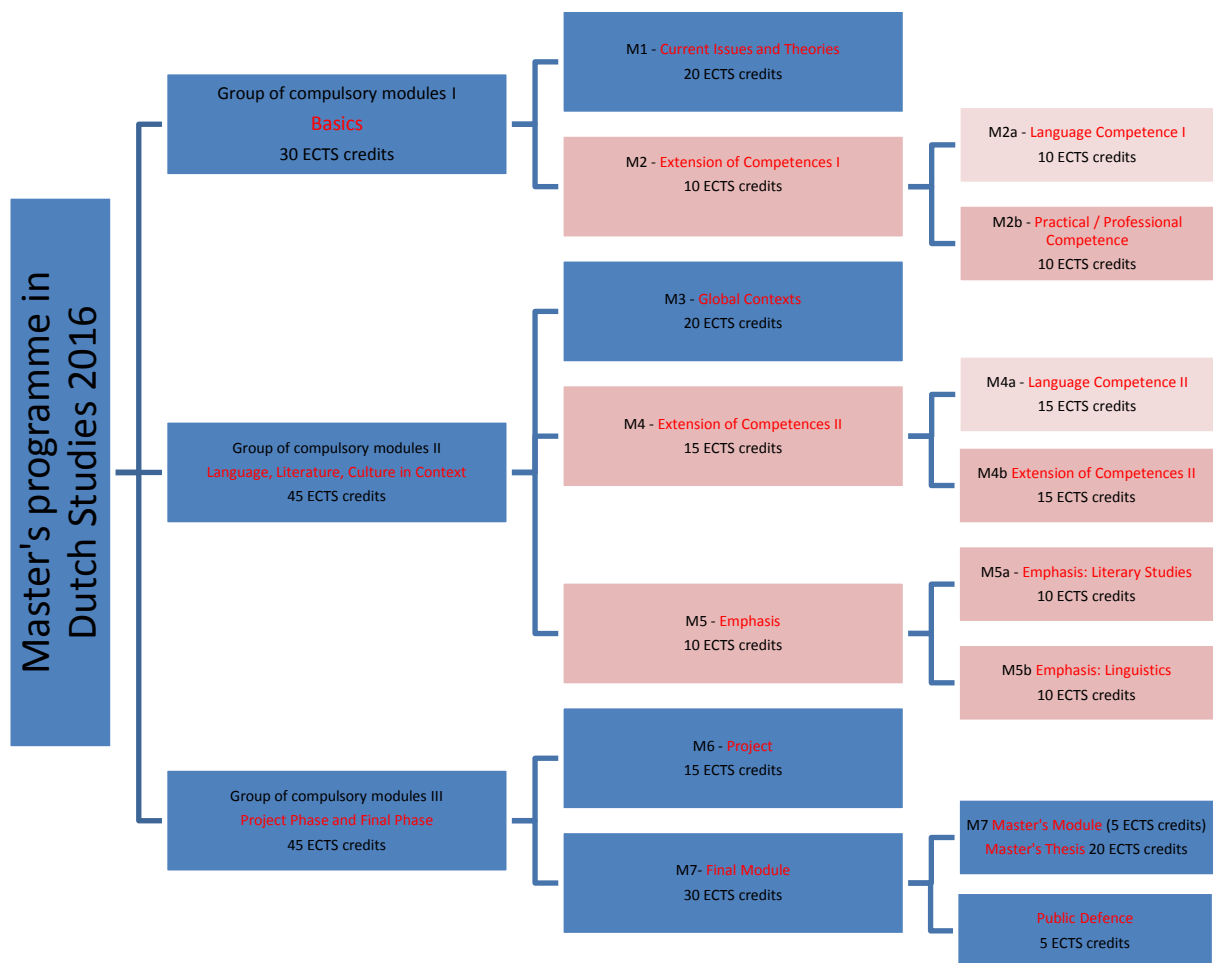 Master's programme in
Dutch Studies 2016
Group of compulsory modules I
Basics
30 ECTS credits
M1 - Current Issues and Theories
20 ECTS credits
M2 - Extension of Competences I
10 ECTS credits
M2a - Language Competence I
10 ECTS credits
M2b - Practical / Professional
Competence
10 ECTS credits
Group of compulsory modules II
Language, Literature, Culture in Context
45 ECTS credits
M3 - Global Contexts
20 ECTS credits
M4 - Extension of Competences II
15 ECTS credits
M4a - Language Competence II
15 ECTS credits
M4b Extension of Competences II
15 ECTS credits
M5 - Emphasis
10 ECTS credits
M5a - Emphasis: Literary Studies
10 ECTS credits
M5b Emphasis: Linguistics
10 ECTS credits
Group of compulsory modules III
Project Phase and Final Phase
45 ECTS credits
M6 - Project
15 ECTS credits
M7- Final Module
30 ECTS credits
M7 Master's Module (5 ECTS credits)
Master's Thesis 20 ECTS credits
Public Defence
5 ECTS credits